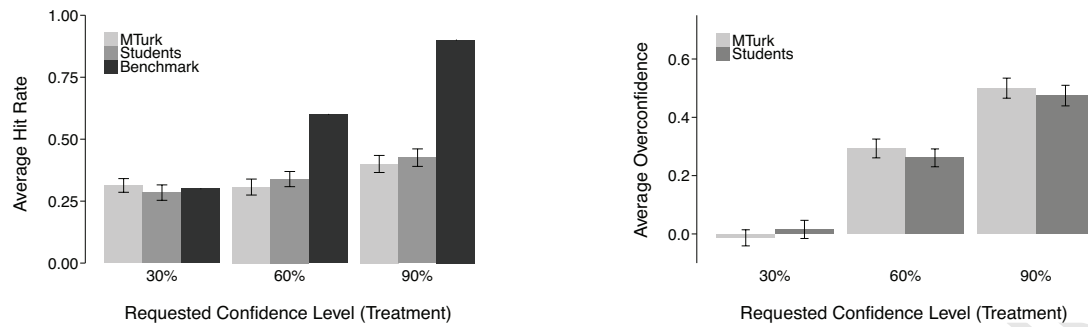 1.00
0.75
0.50
0.25
0.00
Average Hit Rate
MTurk
Students
Benchmark
30% 60% 90%
Requested Confidence Level (Treatment)
0.6
0.4
0.2
0.0
Average Overconfidence
MTurk
Students
30% 60% 90%
Requested Confidence Level (Treatment)